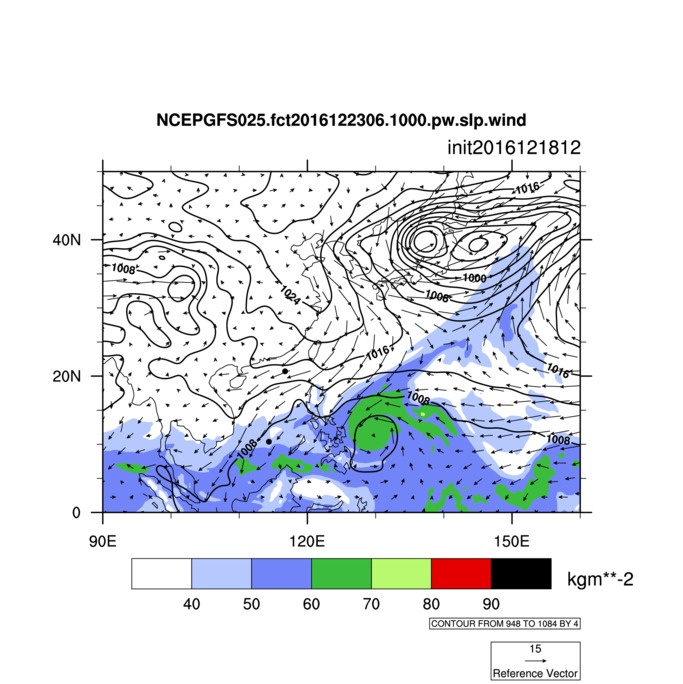 NCEPGFS025.fct2016122306.1000.pw.slp.wind
init2016121812
1016
40N
1008
1000
1024
1008
1016
1016
20N
1008
1008
1008
0
90E 120E 150E
kgm**-2
40 50 60 70 80 90
CONTOUR FROM 948 TO 1084 BY 4
15
Reference Vector